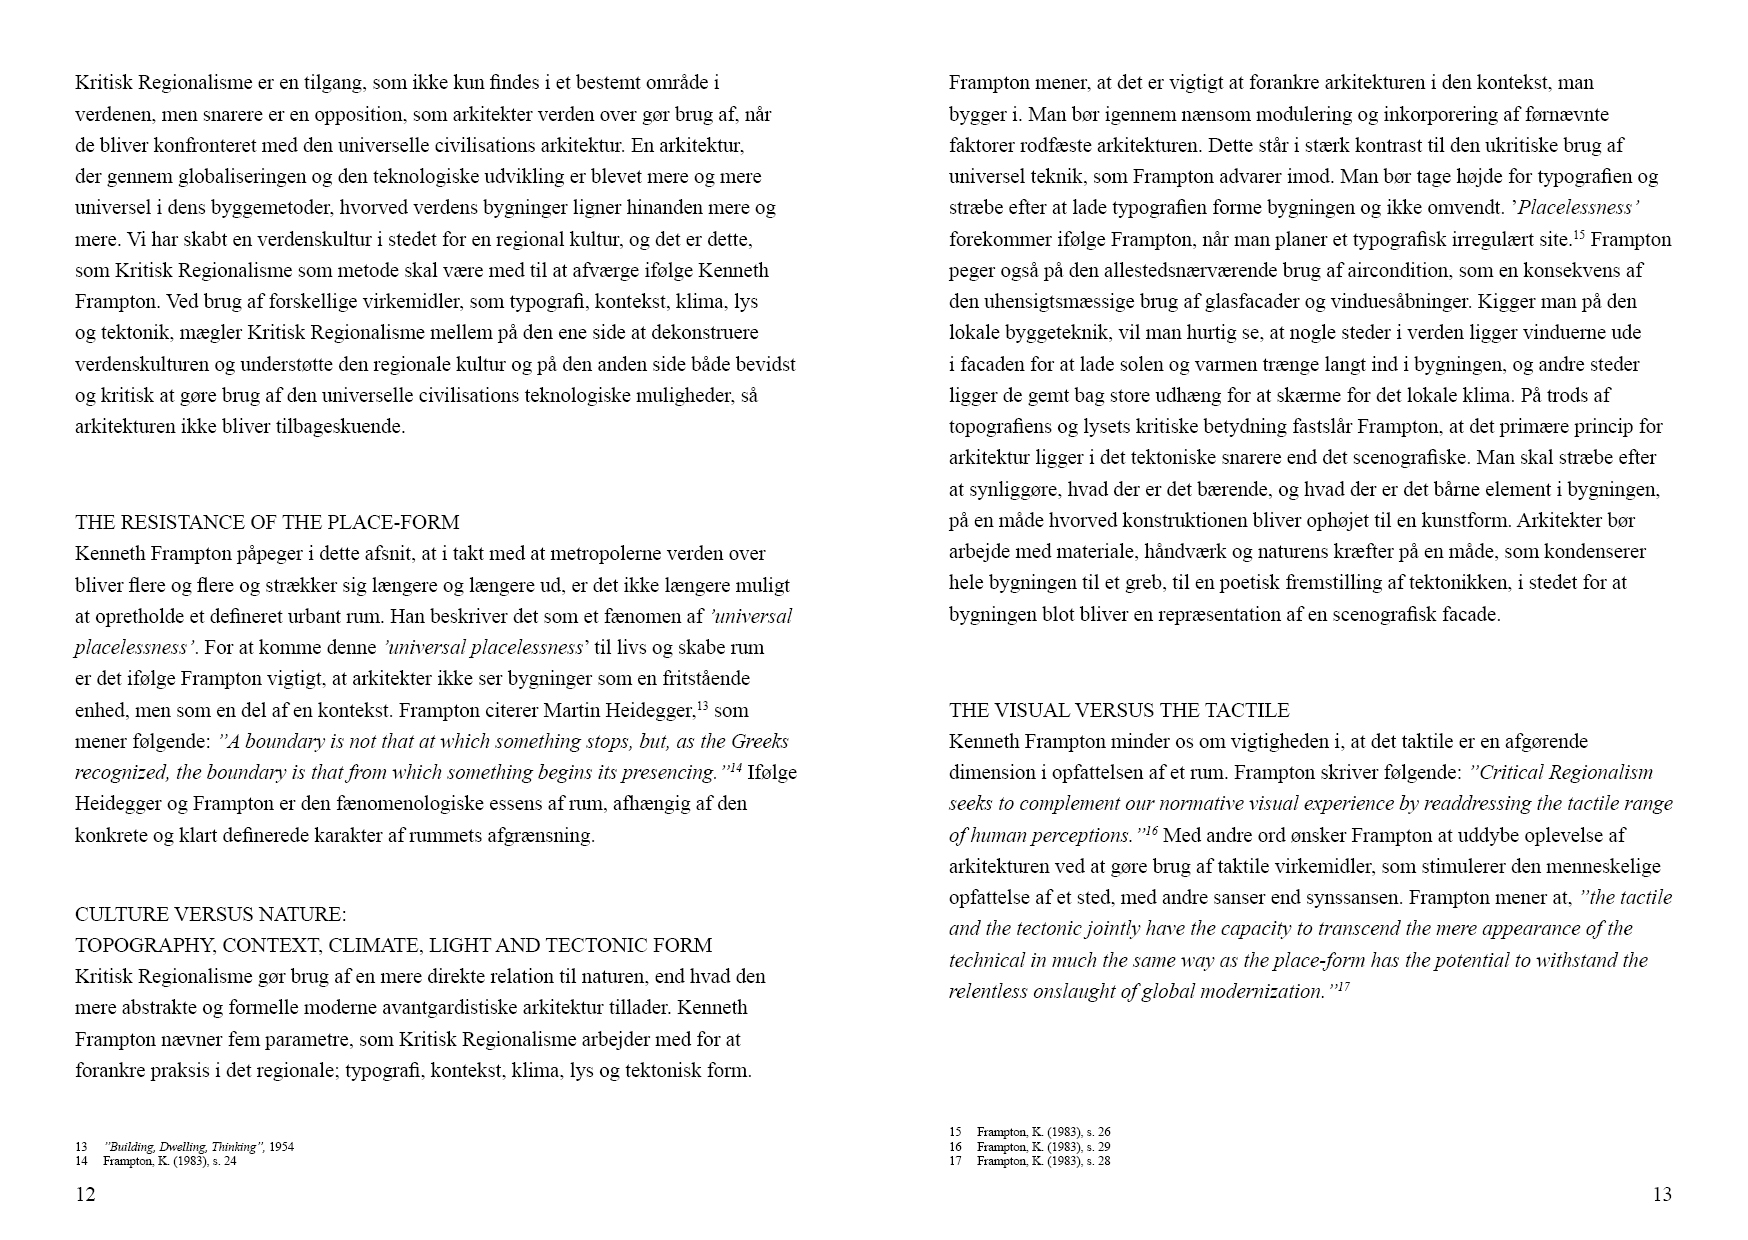 Kritisk Regionalisme er en tilgang, som ikke kun findes i et bestemt område i
verdenen, men snarere er en opposition, som arkitekter verden over gør brug af, når
de bliver konfronteret med den universelle civilisations arkitektur. En arkitektur,
der gennem globaliseringen og den teknologiske udvikling er blevet mere og mere
universel i dens byggemetoder, hvorved verdens bygninger ligner hinanden mere og
mere. Vi har skabt en verdenskultur i stedet for en regional kultur, og det er dette,
som Kritisk Regionalisme som metode skal være med til at afværge ifølge Kenneth
Frampton. Ved brug af forskellige virkemidler, som typografi, kontekst, klima, lys
og tektonik, mægler Kritisk Regionalisme mellem på den ene side at dekonstruere
verdenskulturen og understøtte den regionale kultur og på den anden side både bevidst
og kritisk at gøre brug af den universelle civilisations teknologiske muligheder, så
arkitekturen ikke bliver tilbageskuende.
THE RESISTANCE OF THE PLACE-FORM
Kenneth Frampton påpeger i dette afsnit, at i takt med at metropolerne verden over
bliver flere og flere og strækker sig længere og længere ud, er det ikke længere muligt
at opretholde et defineret urbant rum. Han beskriver det som et fænomen af ’universal
placelessness’. For at komme denne ’universal placelessness’ til livs og skabe rum
er det ifølge Frampton vigtigt, at arkitekter ikke ser bygninger som en fritstående
enhed, men som en del af en kontekst. Frampton citerer Martin Heidegger,13 som
mener følgende: ”A boundary is not that at which something stops, but, as the Greeks
recognized, the boundary is that from which something begins its presencing.”14 Ifølge
Heidegger og Frampton er den fænomenologiske essens af rum, afhængig af den
konkrete og klart definerede karakter af rummets afgrænsning.
CULTURE VERSUS NATURE:
TOPOGRAPHY, CONTEXT, CLIMATE, LIGHT AND TECTONIC FORM
Kritisk Regionalisme gør brug af en mere direkte relation til naturen, end hvad den
mere abstrakte og formelle moderne avantgardistiske arkitektur tillader. Kenneth
Frampton nævner fem parametre, som Kritisk Regionalisme arbejder med for at
forankre praksis i det regionale; typografi, kontekst, klima, lys og tektonisk form.
13 ”Building, Dwelling, Thinking”, 1954
14 Frampton, K. (1983), s. 24
12
Frampton mener, at det er vigtigt at forankre arkitekturen i den kontekst, man
bygger i. Man bør igennem nænsom modulering og inkorporering af førnævnte
faktorer rodfæste arkitekturen. Dette står i stærk kontrast til den ukritiske brug af
universel teknik, som Frampton advarer imod. Man bør tage højde for typografien og
stræbe efter at lade typografien forme bygningen og ikke omvendt. ’Placelessness’
forekommer ifølge Frampton, når man planer et typografisk irregulært site.15 Frampton
peger også på den allestedsnærværende brug af aircondition, som en konsekvens af
den uhensigtsmæssige brug af glasfacader og vinduesåbninger. Kigger man på den
lokale byggeteknik, vil man hurtig se, at nogle steder i verden ligger vinduerne ude
i facaden for at lade solen og varmen trænge langt ind i bygningen, og andre steder
ligger de gemt bag store udhæng for at skærme for det lokale klima. På trods af
topografiens og lysets kritiske betydning fastslår Frampton, at det primære princip for
arkitektur ligger i det tektoniske snarere end det scenografiske. Man skal stræbe efter
at synliggøre, hvad der er det bærende, og hvad der er det bårne element i bygningen,
på en måde hvorved konstruktionen bliver ophøjet til en kunstform. Arkitekter bør
arbejde med materiale, håndværk og naturens kræfter på en måde, som kondenserer
hele bygningen til et greb, til en poetisk fremstilling af tektonikken, i stedet for at
bygningen blot bliver en repræsentation af en scenografisk facade.
THE VISUAL VERSUS THE TACTILE
Kenneth Frampton minder os om vigtigheden i, at det taktile er en afgørende
dimension i opfattelsen af et rum. Frampton skriver følgende: ”Critical Regionalism
seeks to complement our normative visual experience by readdressing the tactile range
of human perceptions.”16 Med andre ord ønsker Frampton at uddybe oplevelse af
arkitekturen ved at gøre brug af taktile virkemidler, som stimulerer den menneskelige
opfattelse af et sted, med andre sanser end synssansen. Frampton mener at, ”the tactile
and the tectonic jointly have the capacity to transcend the mere appearance of the
technical in much the same way as the place-form has the potential to withstand the
relentless onslaught of global modernization.”17
15 Frampton, K. (1983), s. 26
16 Frampton, K. (1983), s. 29
17 Frampton, K. (1983), s. 28
13